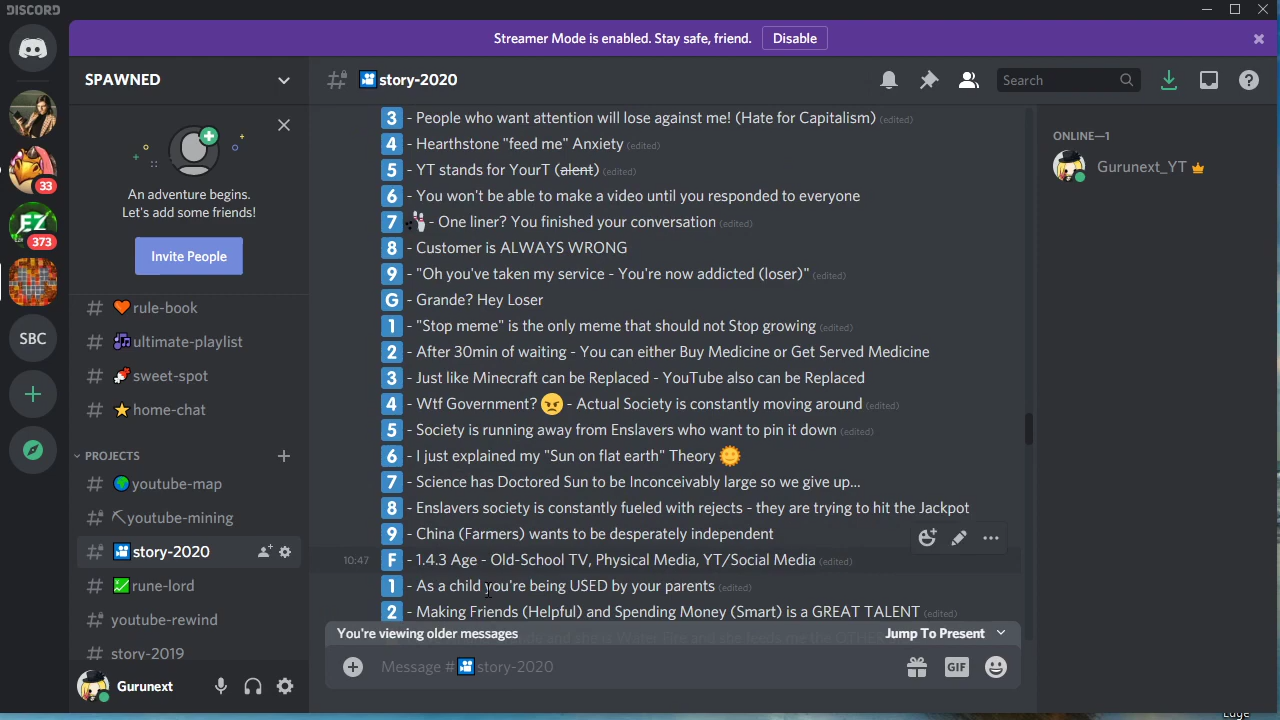 DISCORD
Streamer Mode is enabled. Stay safe, friend. Disable
SPAWNED
story-2020
Search
An adventure begins.
Let's add some friends!
Invite People
33
EZ
373
SBC
rule-book
ultimate-playlist
sweet-spot
home-chat
PROJECTS
youtube-map
youtube-mining
story-2020
rune-lord
youtube-rewind
story-2019
Gurunext
3 - People who want attention will lose against me! (Hate for Capitalism) (edited)
4 - Hearthstone "feed me" Anxiety (edited)
5 - YT stands for YourT (alent) (edited)
6 - You won't be able to make a video until you responded to everyone
7 - One liner? You finished your conversation (edited)
8 - Customer is ALWAYS WRONG
9 - "Oh you've taken my service - You're now addicted (loser)" (edited)
G - Grande? Hey Loser
1 - "Stop meme" is the only meme that should not Stop growing (edited)
2 - After 30min of waiting - You can either Buy Medicine or Get Served Medicine
3 - Just like Minecraft can be Replaced - YouTube also can be Replaced
4 - Wtf Government? 😠 - Actual Society is constantly moving around (edited)
5 - Society is running away from Enslavers who want to pin it down (edited)
6 - I just explained my "Sun on flat earth" Theory 🌞
7 - Science has Doctored Sun to be Inconceivably large so we give up...
8 - Enslavers society is constantly fueled with rejects - they are trying to hit the Jackpot
9 - China (Farmers) wants to be desperately independent
10:47 F - 1.4.3 Age - Old-School TV, Physical Media, YT/Social Media (edited)
1 - As a child you're being USED by your parents (edited)
2 - Making Friends (Helpful) and Spending Money (Smart) is a GREAT TALENT (edited)
You're viewing older messages Jump To Present
Message # story-2020
GIF
ONLINE—1
Gurunext_YT